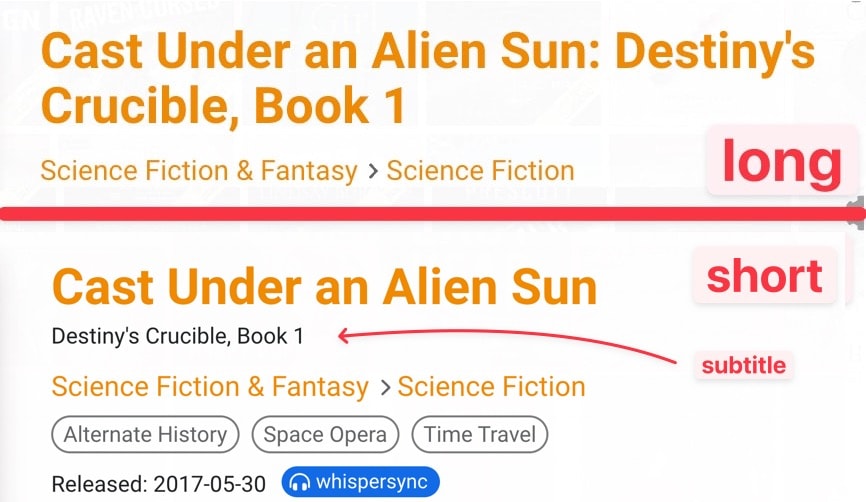 Cast Under an Alien Sun: Destiny's
Crucible, Book 1
Science Fiction & Fantasy > Science Fiction
long
Cast Under an Alien Sun
short
Destiny's Crucible, Book 1
subtitle
Science Fiction & Fantasy > Science Fiction
Alternate History Space Opera Time Travel
Released: 2017-05-30 whispersync